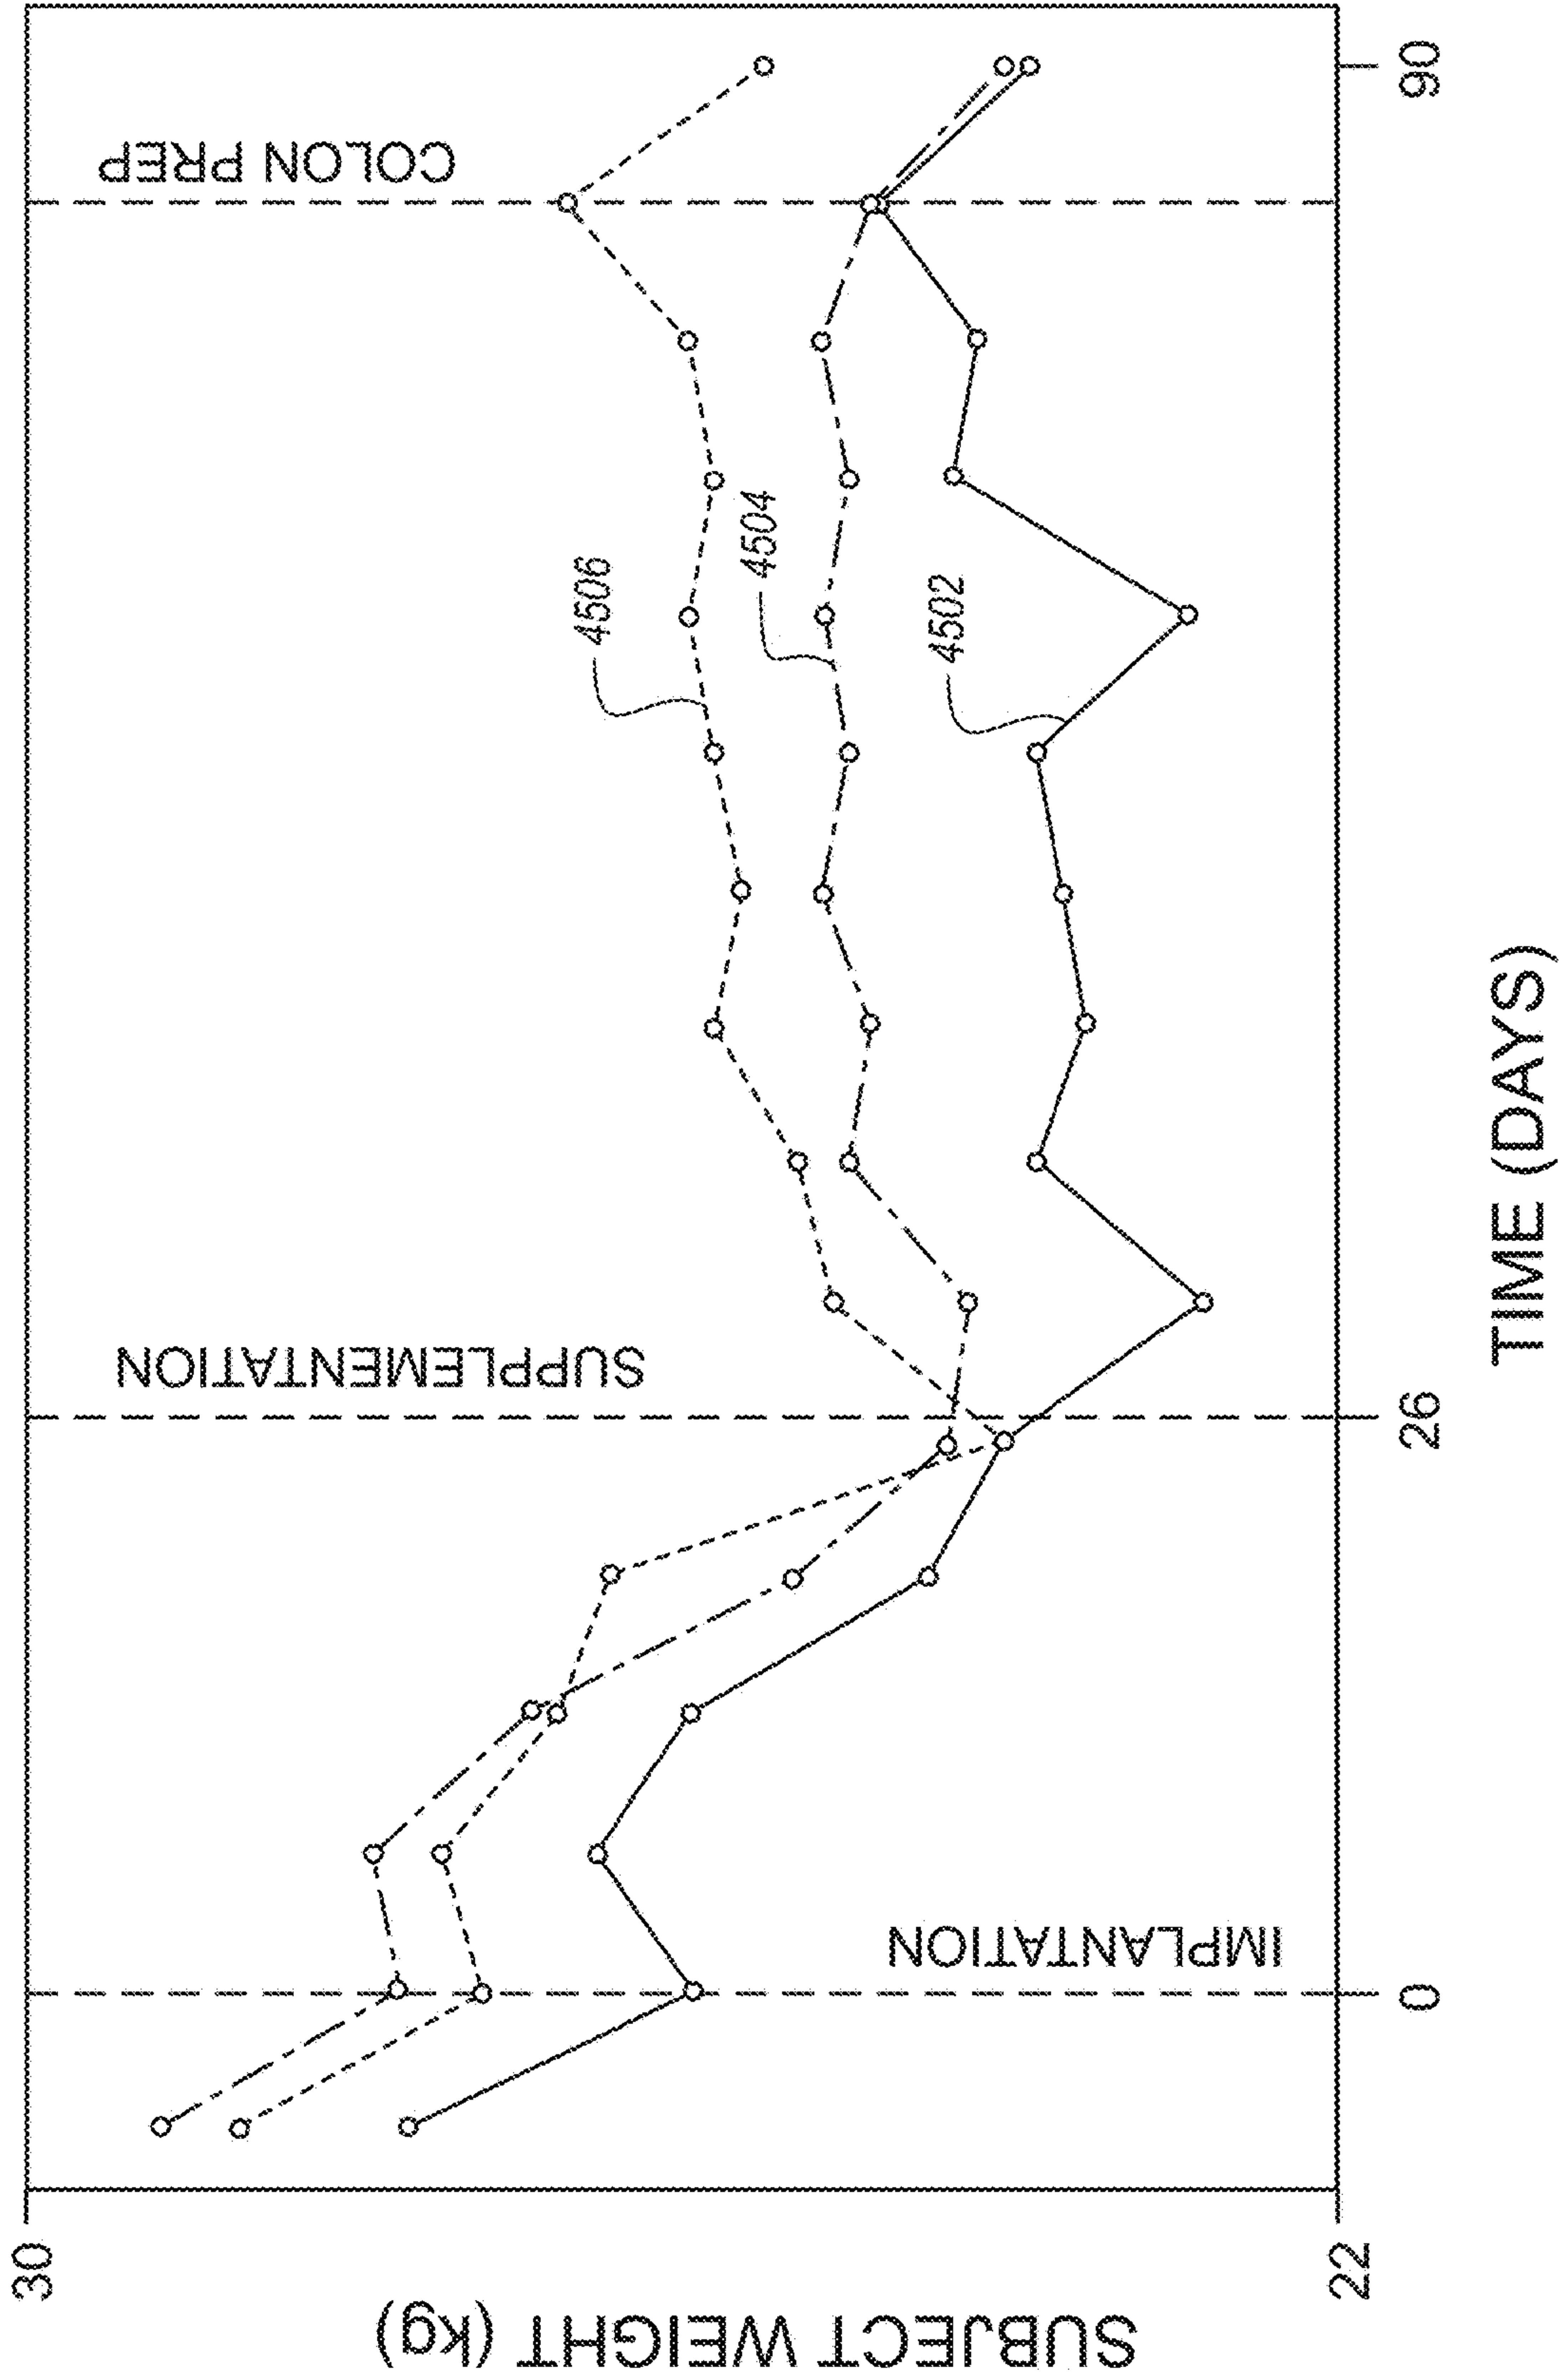 SUBJECT WEIGHT (kg)
30
22
IMPLANTATION
SUPPLEMENTATION
COLON PREP
4506
4504
4502
0
26
90
TIME (DAYS)